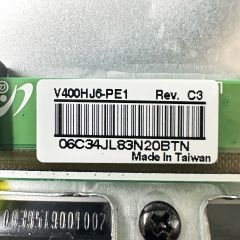 V400HJ6-PE1 Rev. C3
06C34JL83N20BTN
Made In Taiwan